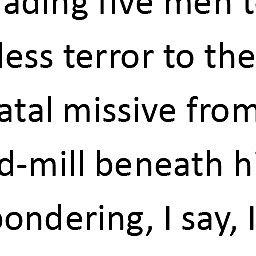 ading five men t
less terror to the
atal missive from
d-mill beneath h
pondering, I say, I